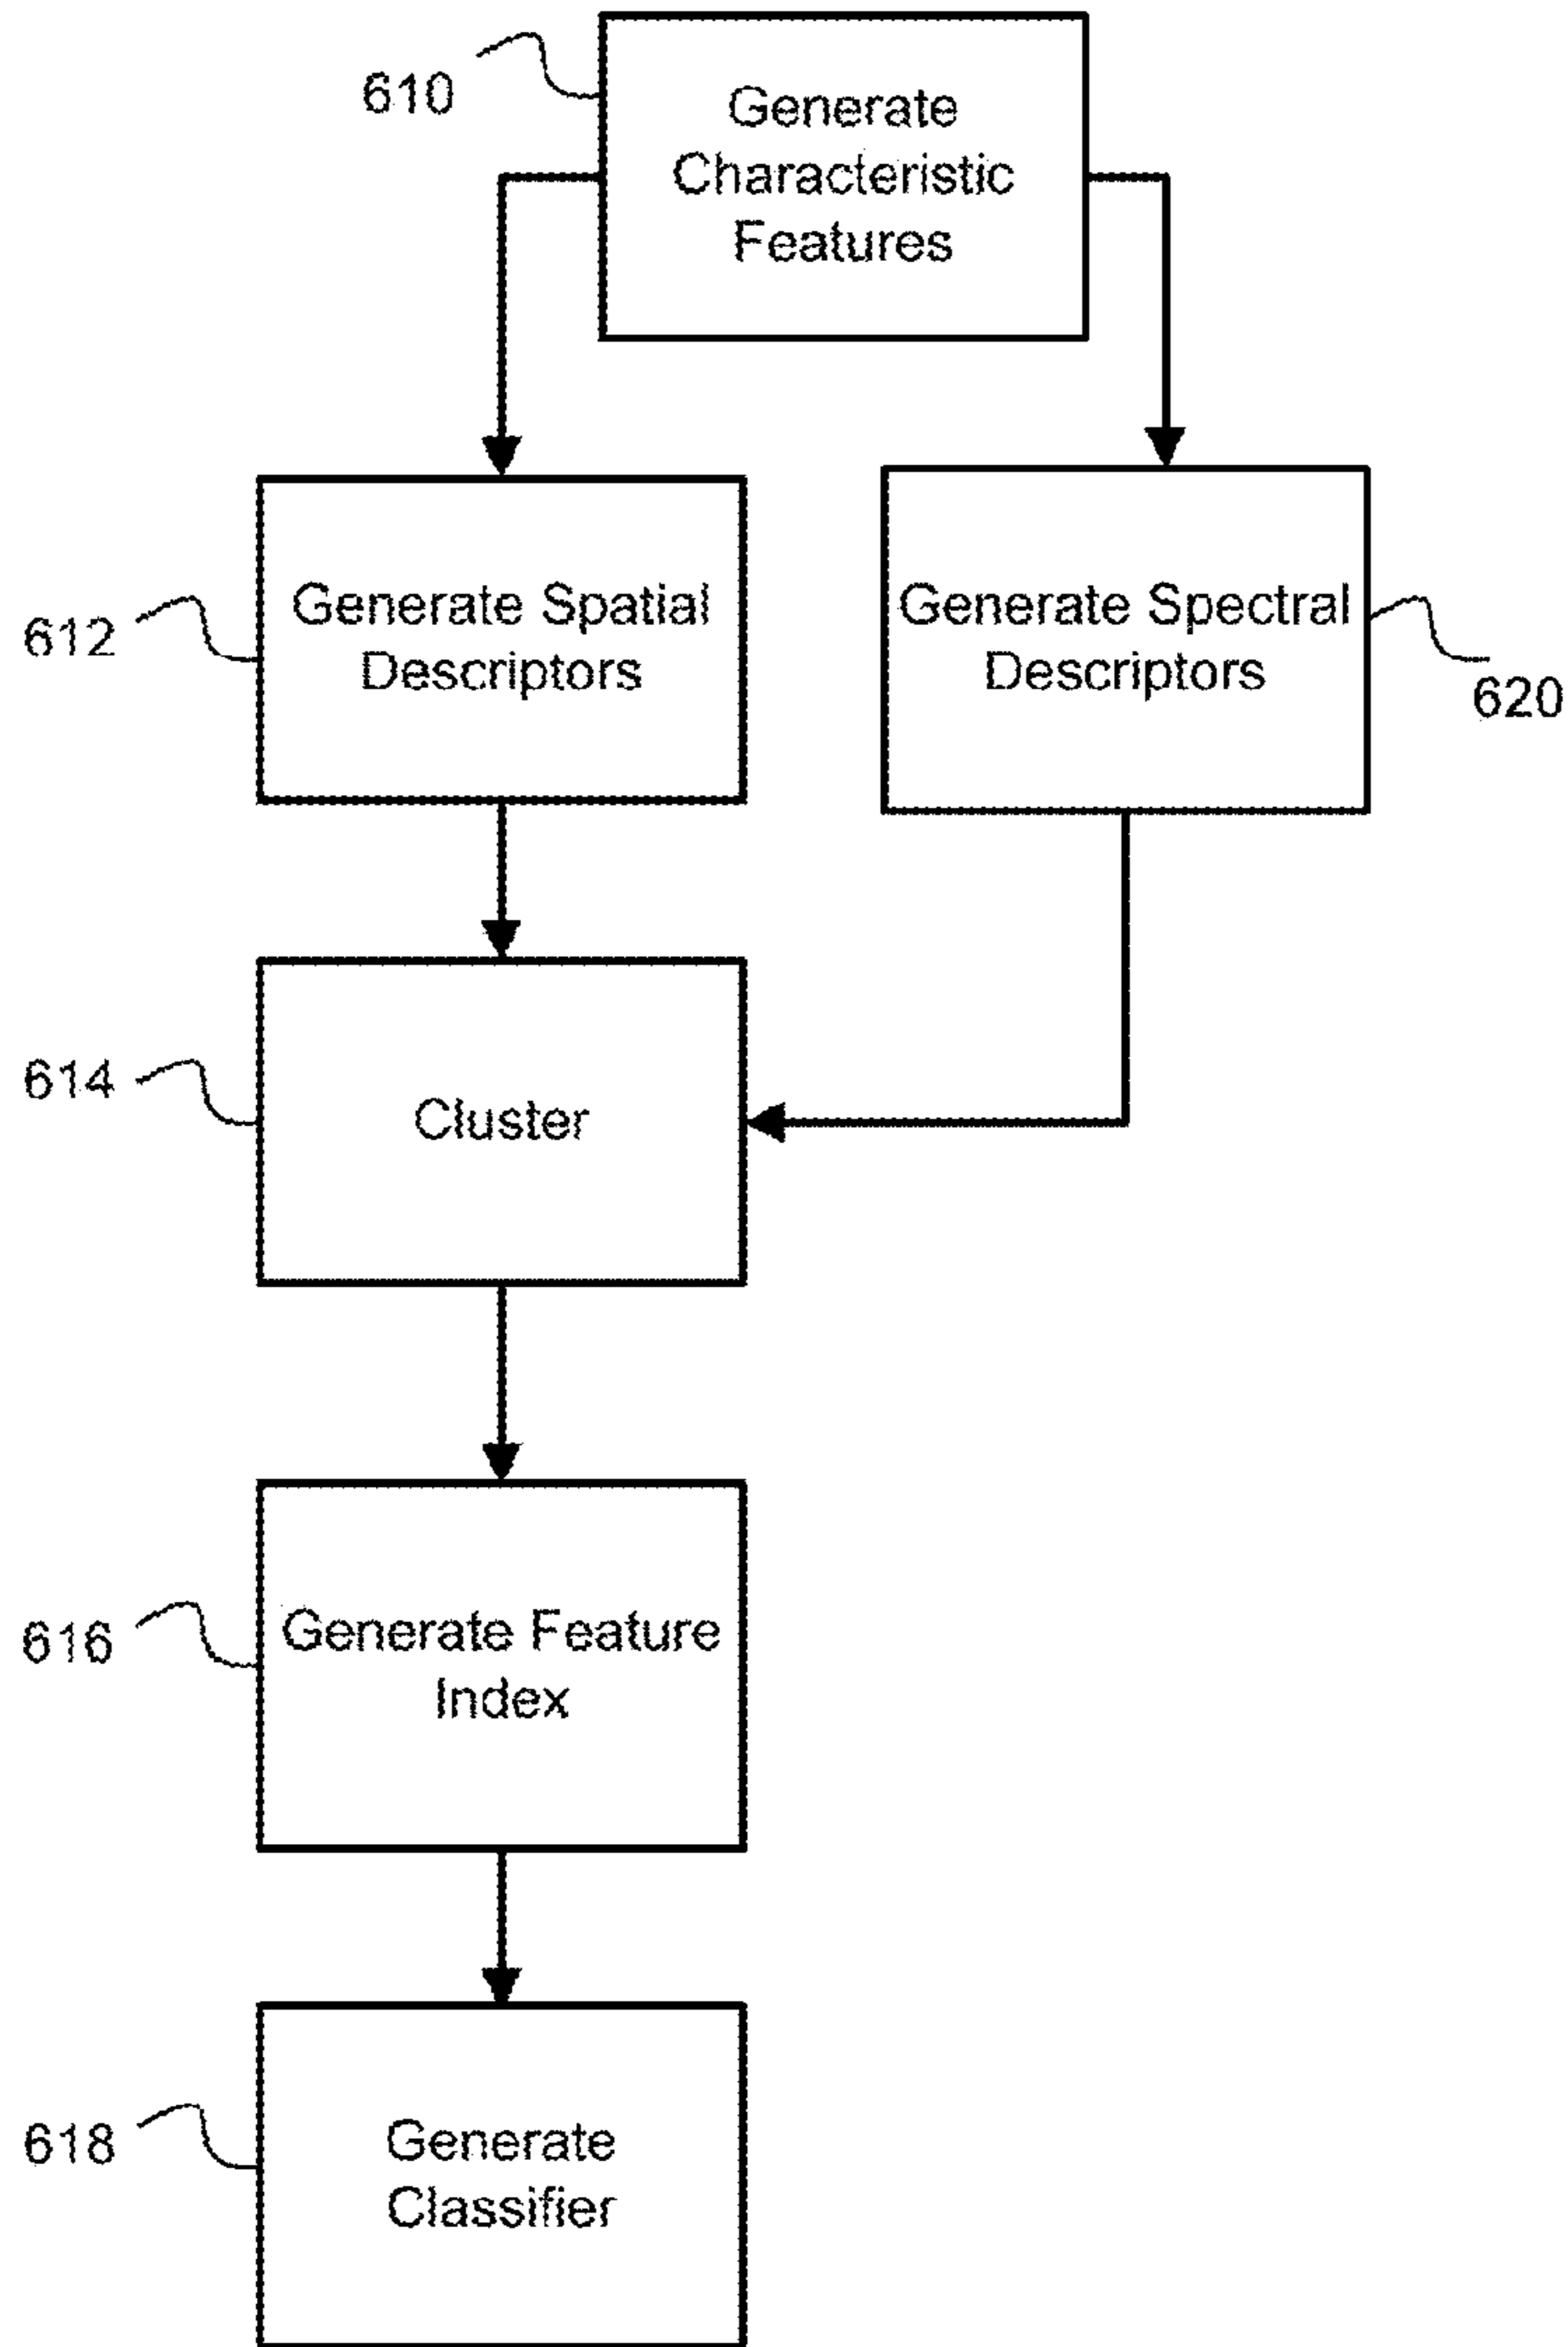 610
Generate
Characteristic
Features
612
Generate Spatial
Descriptors
Generate Spectral
Descriptors
620
614
Cluster
616
Generate Feature
Index
618
Generate
Classifier